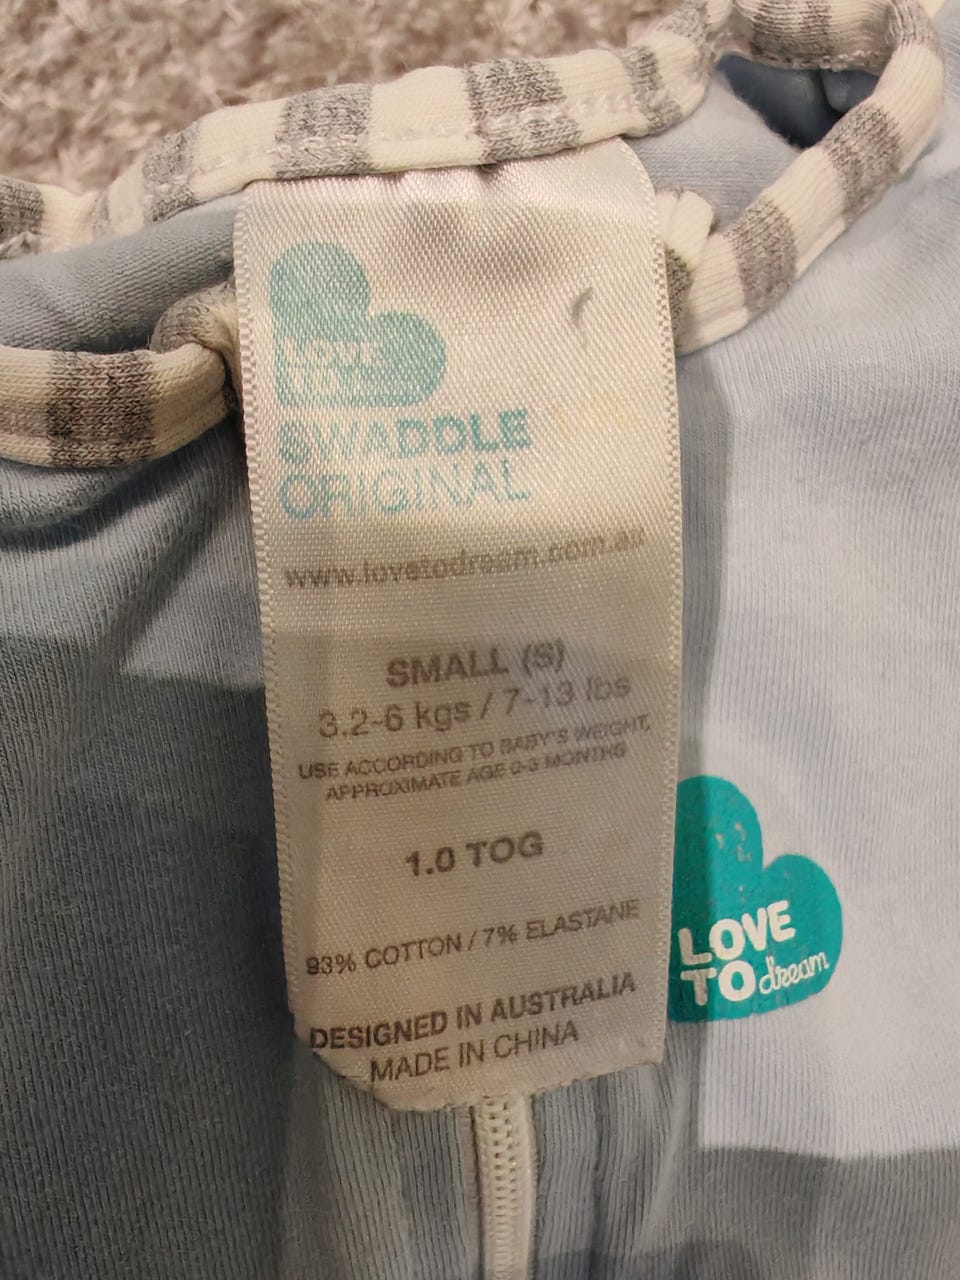 LOVE
TO
SWADDLE
ORIGINAL
www.lovetodream.com.au
SMALL (S)
3.2-6 kgs / 7-13 lbs
USE ACCORDING TO BABY'S WEIGHT,
APPROXIMATE AGE 0-3 MONTHS
1.0 TOG
93% COTTON / 7% ELASTANE
DESIGNED IN AUSTRALIA
MADE IN CHINA
LOVE
TO dream